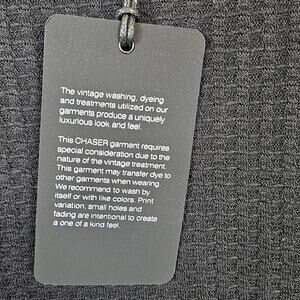 The vintage washing, dyeing
and treatments utilized on our
garments produce a uniquely
luxurious look and feel.
This CHASER garment requires
special consideration due to the
nature of the vintage treatment.
This garment may transfer dye to
other garments when wearing.
We recommend to wash by
itself or with like colors. Print
variation, small holes and
fading are intentional to create
a one of a kind feel.